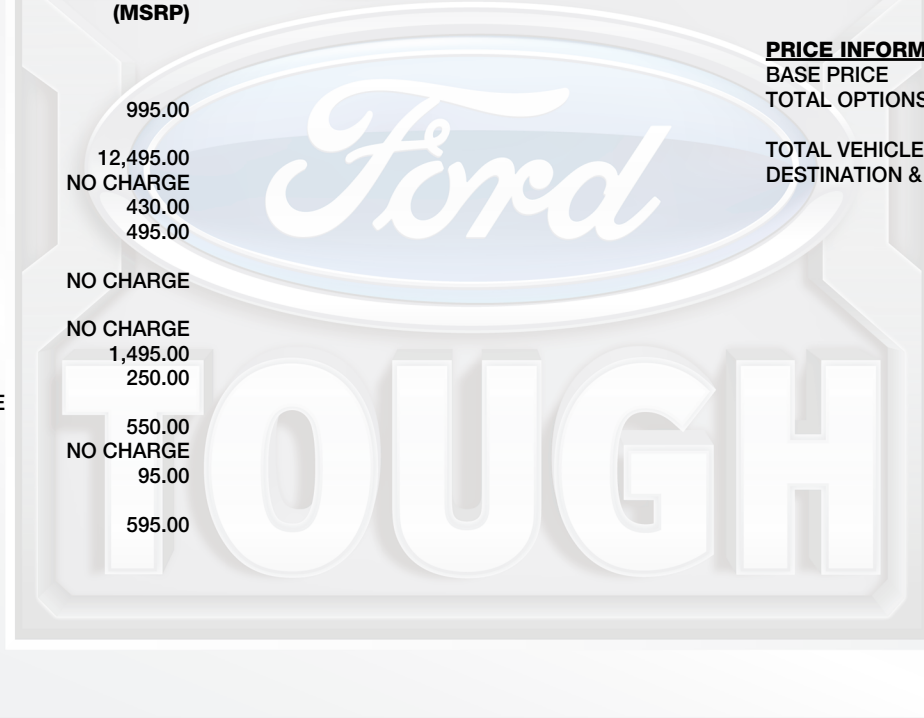 (MSRP)
995.00
12,495.00
NO CHARGE
430.00
495.00
NO CHARGE
NO CHARGE
1,495.00
250.00
E
550.00
NO CHARGE
95.00
595.00
PRICE INFORM
BASE PRICE
TOTAL OPTIONS
TOTAL VEHICLE
DESTINATION &
Ford
TOUGH